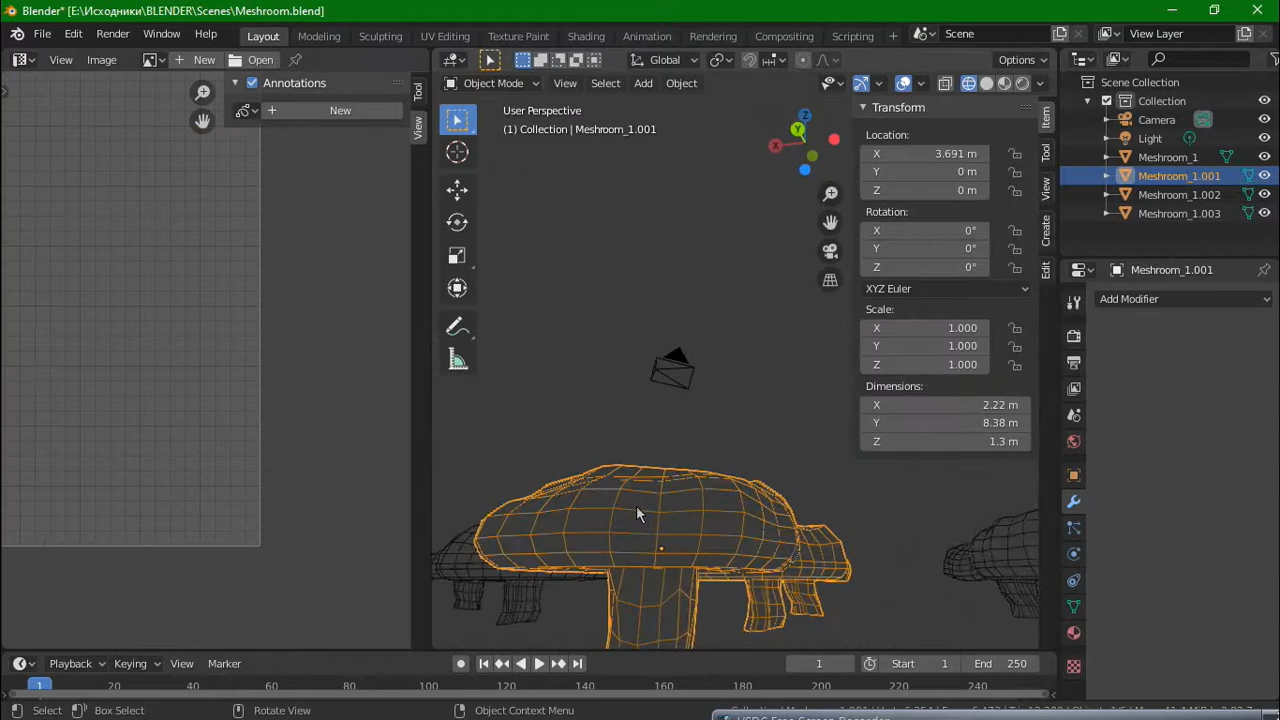 Blender* [E:\Исходники\BLENDER\Scenes\Meshroom.blend]
File Edit Render Window Help Layout Modeling Sculpting UV Editing Texture Paint Shading Animation Rendering Compositing Scripting Scene View Layer
View Image New Open Global Options
Annotations
New
Tool
View
Object Mode View Select Add Object
User Perspective
(1) Collection | Meshroom_1.001
Z
Y
X
Transform
Location:
X 3.691 m
Y 0 m
Z 0 m
Rotation:
X 0°
Y 0°
Z 0°
XYZ Euler
Scale:
X 1.000
Y 1.000
Z 1.000
Dimensions:
X 2.22 m
Y 8.38 m
Z 1.3 m
Item
Tool
View
Create
Edit
Scene Collection
Collection
Camera
Light
Meshroom_1
Meshroom_1.001
Meshroom_1.002
Meshroom_1.003
Meshroom_1.001
Add Modifier
Playback Keying View Marker 1 Start 1 End 250
1 20 40 60 80 100 120 140 160 180 200 220 240
Select Box Select Rotate View Object Context Menu